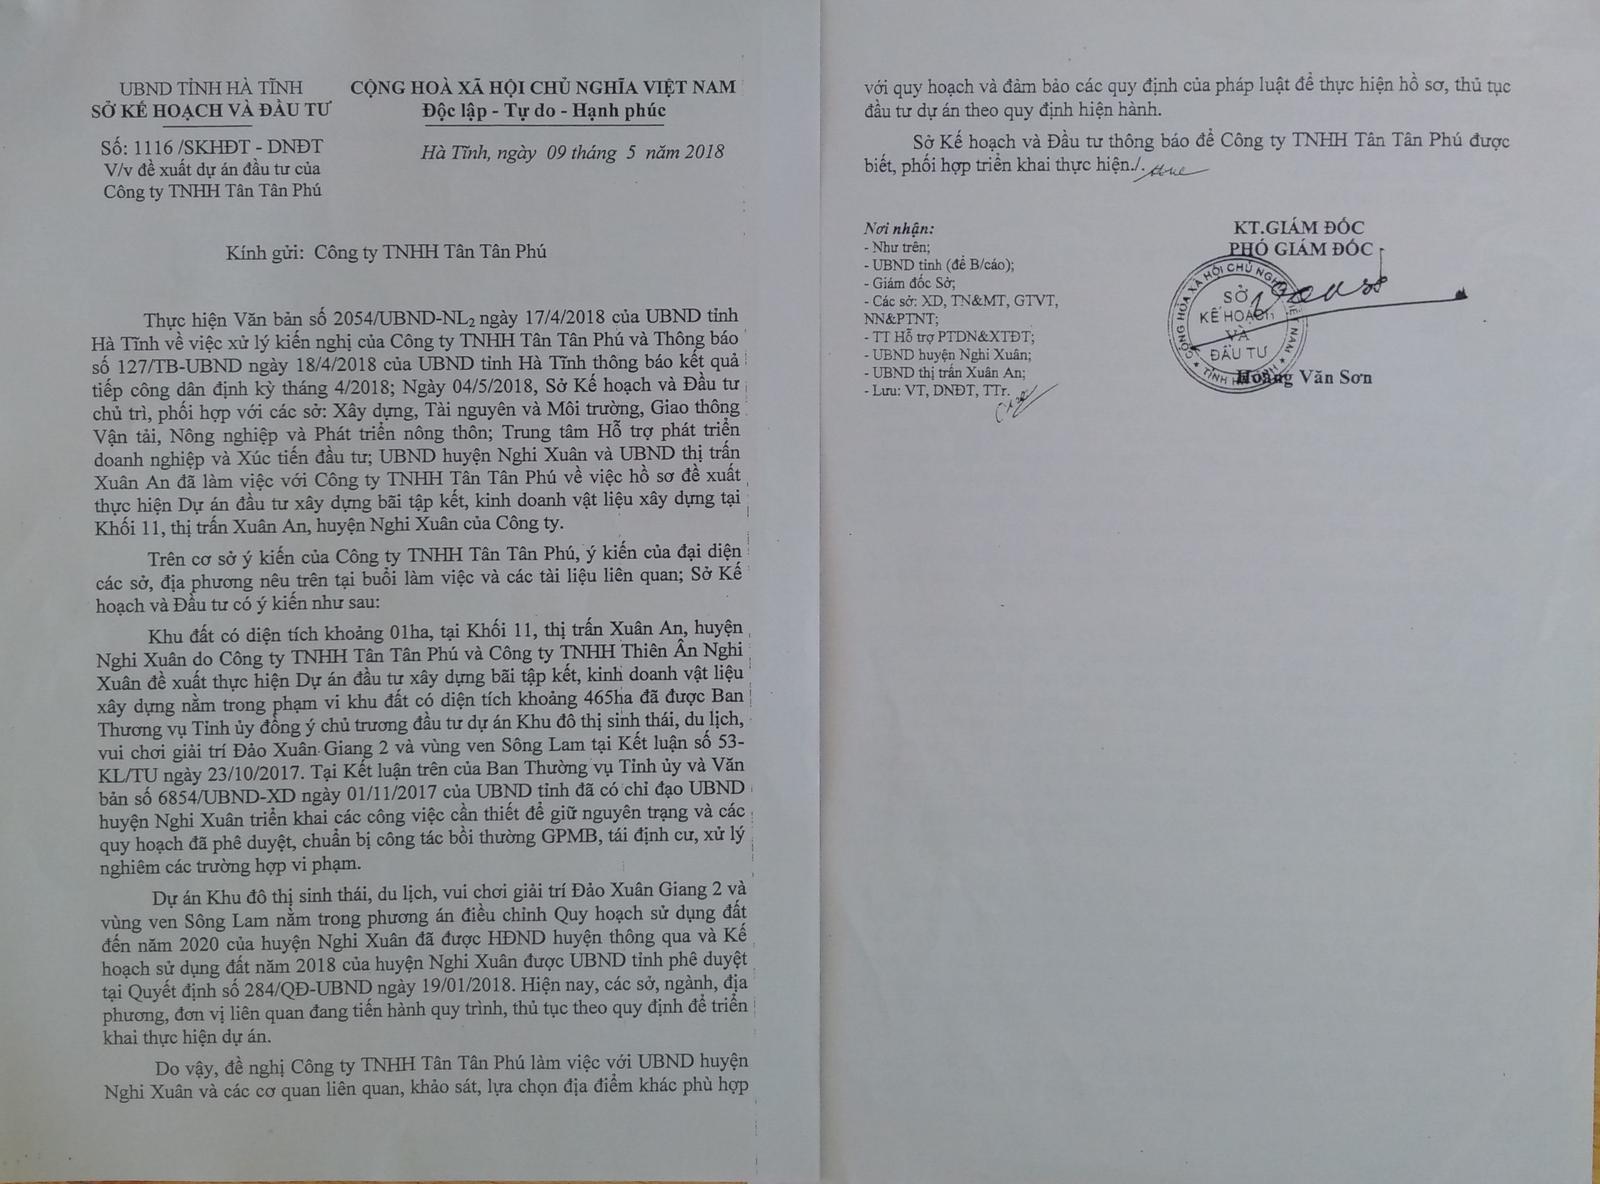 UBND TỈNH HÀ TĨNH
SỞ KẾ HOẠCH VÀ ĐẦU TƯ
Số: 1116 /SKHĐT - DNĐT
V/v đề xuất dự án đầu tư của
Công ty TNHH Tân Tân Phú
CỘNG HOÀ XÃ HỘI CHỦ NGHĨA VIỆT NAM
Độc lập - Tự do - Hạnh phúc
Hà Tĩnh, ngày 09 tháng 5 năm 2018
Kính gửi: Công ty TNHH Tân Tân Phú
Thực hiện Văn bản số 2054/UBND-NL2 ngày 17/4/2018 của UBND tỉnh
Hà Tĩnh về việc xử lý kiến nghị của Công ty TNHH Tân Tân Phú và Thông báo
số 127/TB-UBND ngày 18/4/2018 của UBND tỉnh Hà Tĩnh thông báo kết quả
tiếp công dân định kỳ tháng 4/2018; Ngày 04/5/2018, Sở Kế hoạch và Đầu tư
chủ trì, phối hợp với các sở: Xây dựng, Tài nguyên và Môi trường, Giao thông
Vận tải, Nông nghiệp và Phát triển nông thôn; Trung tâm Hỗ trợ phát triển
doanh nghiệp và Xúc tiến đầu tư; UBND huyện Nghi Xuân và UBND thị trấn
Xuân An đã làm việc với Công ty TNHH Tân Tân Phú về việc hồ sơ đề xuất
thực hiện Dự án đầu tư xây dựng bãi tập kết, kinh doanh vật liệu xây dựng tại
Khối 11, thị trấn Xuân An, huyện Nghi Xuân của Công ty.
Trên cơ sở ý kiến của Công ty TNHH Tân Tân Phú, ý kiến của đại diện
các sở, địa phương nêu trên tại buổi làm việc và các tài liệu liên quan; Sở Kế
hoạch và Đầu tư có ý kiến như sau:
Khu đất có diện tích khoảng 01ha, tại Khối 11, thị trấn Xuân An, huyện
Nghi Xuân do Công ty TNHH Tân Tân Phú và Công ty TNHH Thiên Ân Nghi
Xuân đề xuất thực hiện Dự án đầu tư xây dựng bãi tập kết, kinh doanh vật liệu
xây dựng nằm trong phạm vi khu đất có diện tích khoảng 465ha đã được Ban
Thương vụ Tỉnh ủy đồng ý chủ trương đầu tư dự án Khu đô thị sinh thái, du lịch,
vui chơi giải trí Đảo Xuân Giang 2 và vùng ven Sông Lam tại Kết luận số 53-
KL/TU ngày 23/10/2017. Tại Kết luận trên của Ban Thường vụ Tỉnh ủy và Văn
bản số 6854/UBND-XD ngày 01/11/2017 của UBND tỉnh đã có chỉ đạo UBND
huyện Nghi Xuân triển khai các công việc cần thiết để giữ nguyên trạng và các
quy hoạch đã phê duyệt, chuẩn bị công tác bồi thường GPMB, tái định cư, xử lý
nghiêm các trường hợp vi phạm.
Dự án Khu đô thị sinh thái, du lịch, vui chơi giải trí Đảo Xuân Giang 2 và
vùng ven Sông Lam nằm trong phương án điều chỉnh Quy hoạch sử dụng đất
đến năm 2020 của huyện Nghi Xuân đã được HĐND huyện thông qua và Kế
hoạch sử dụng đất năm 2018 của huyện Nghi Xuân được UBND tỉnh phê duyệt
tại Quyết định số 284/QĐ-UBND ngày 19/01/2018. Hiện nay, các sở, ngành, địa
phương, đơn vị liên quan đang tiến hành quy trình, thủ tục theo quy định để triển
khai thực hiện dự án.
Do vậy, đề nghị Công ty TNHH Tân Tân Phú làm việc với UBND huyện
Nghi Xuân và các cơ quan liên quan, khảo sát, lựa chọn địa điểm khác phù hợp
với quy hoạch và đảm bảo các quy định của pháp luật để thực hiện hồ sơ, thủ tục
đầu tư dự án theo quy định hiện hành.
Sở Kế hoạch và Đầu tư thông báo để Công ty TNHH Tân Tân Phú được
biết, phối hợp triển khai thực hiện./.
Nơi nhận:
- Như trên;
- UBND tỉnh (để B/cáo);
- Giám đốc Sở;
- Các sở: XD, TN&MT, GTVT,
NN&PTNT;
- TT Hỗ trợ PTDN&XTĐT;
- UBND huyện Nghi Xuân;
- UBND thị trấn Xuân An;
- Lưu: VT, DNĐT, TTr.
KT.GIÁM ĐỐC
PHÓ GIÁM ĐỐC
CỘNG HÒA XÃ HỘI CHỦ NGHĨA VIỆT NAM
SỞ
KẾ HOẠCH
VÀ
ĐẦU TƯ
TỈNH HÀ TĨNH
Hoàng Văn Sơn